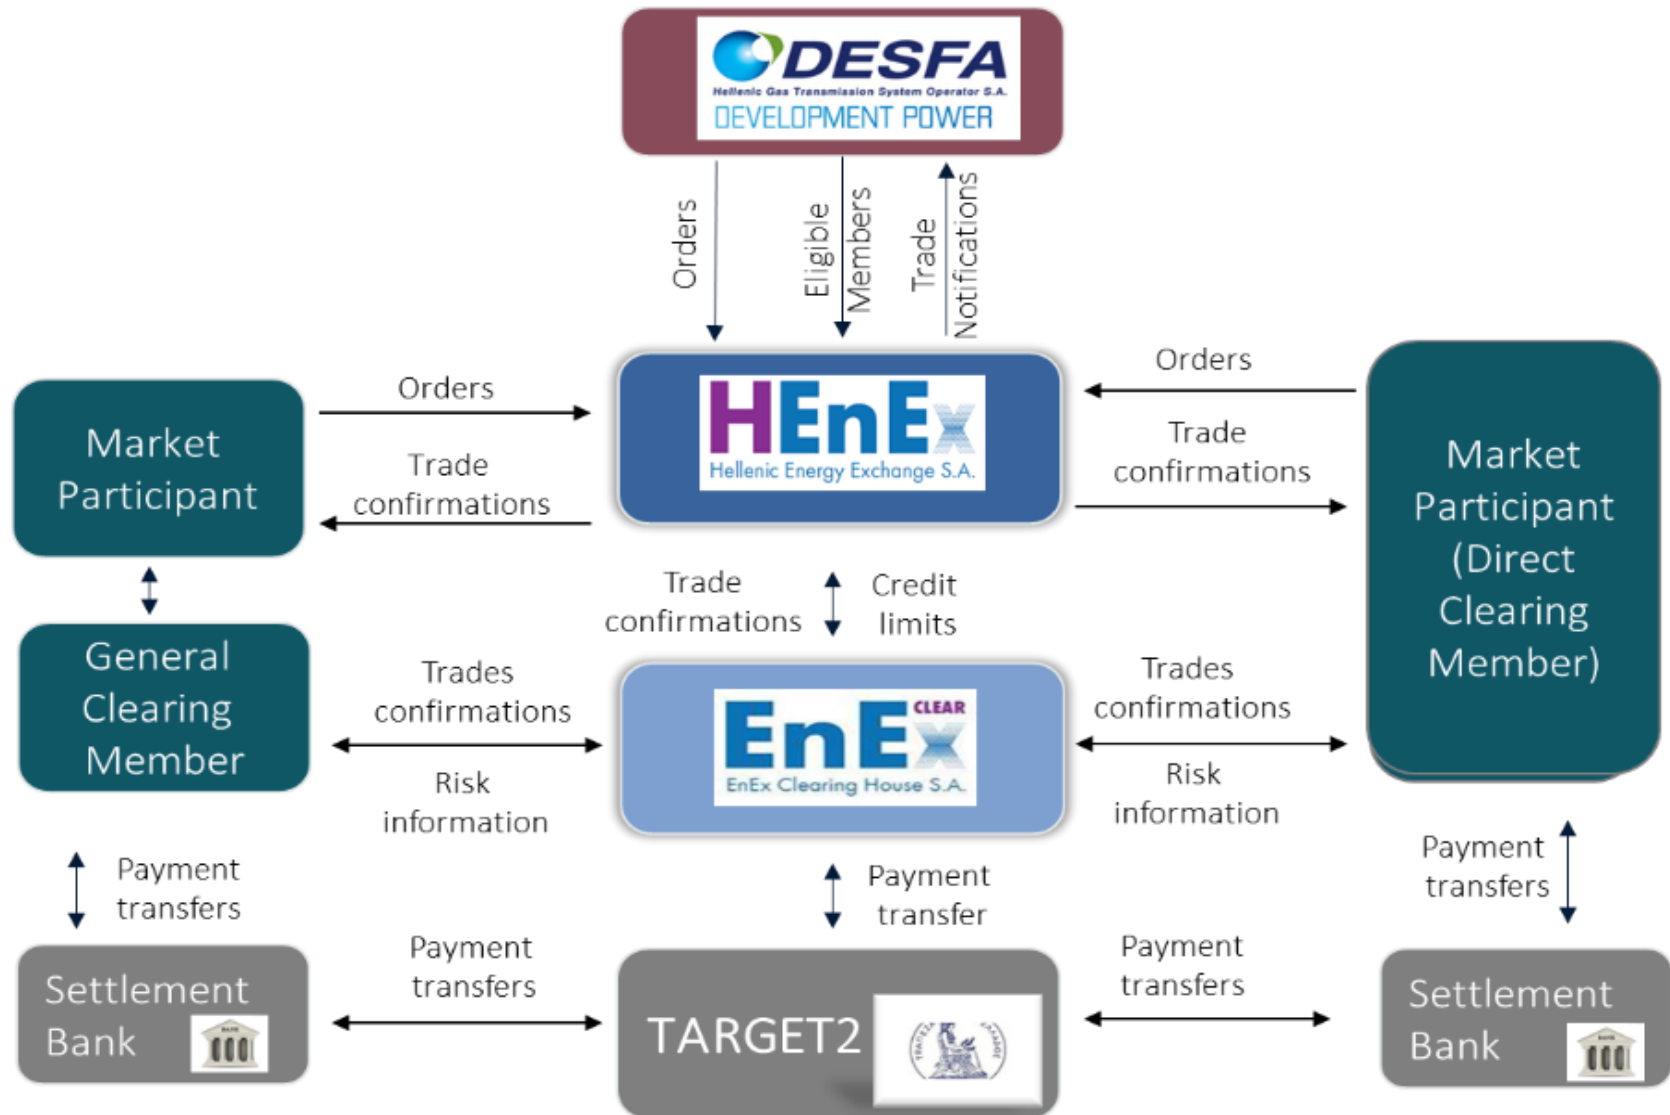 DESFA
Hellenic Gas Transmission System Operator S.A.
DEVELOPMENT POWER
Orders
Eligible
Members
Trade
Notifications
HEnEx
Hellenic Energy Exchange S.A.
Market
Participant
Orders
Trade
confirmations
Orders
Trade
confirmations
Market
Participant
(Direct
Clearing
Member)
Trade
confirmations
Credit
limits
General
Clearing
Member
Trades
confirmations
Risk
information
EnEx CLEAR
EnEx Clearing House S.A.
Trades
confirmations
Risk
information
Payment
transfers
Payment
transfer
Payment
transfers
Settlement
Bank
BANK
Payment
transfers
TARGET2
Payment
transfers
Settlement
Bank
BANK